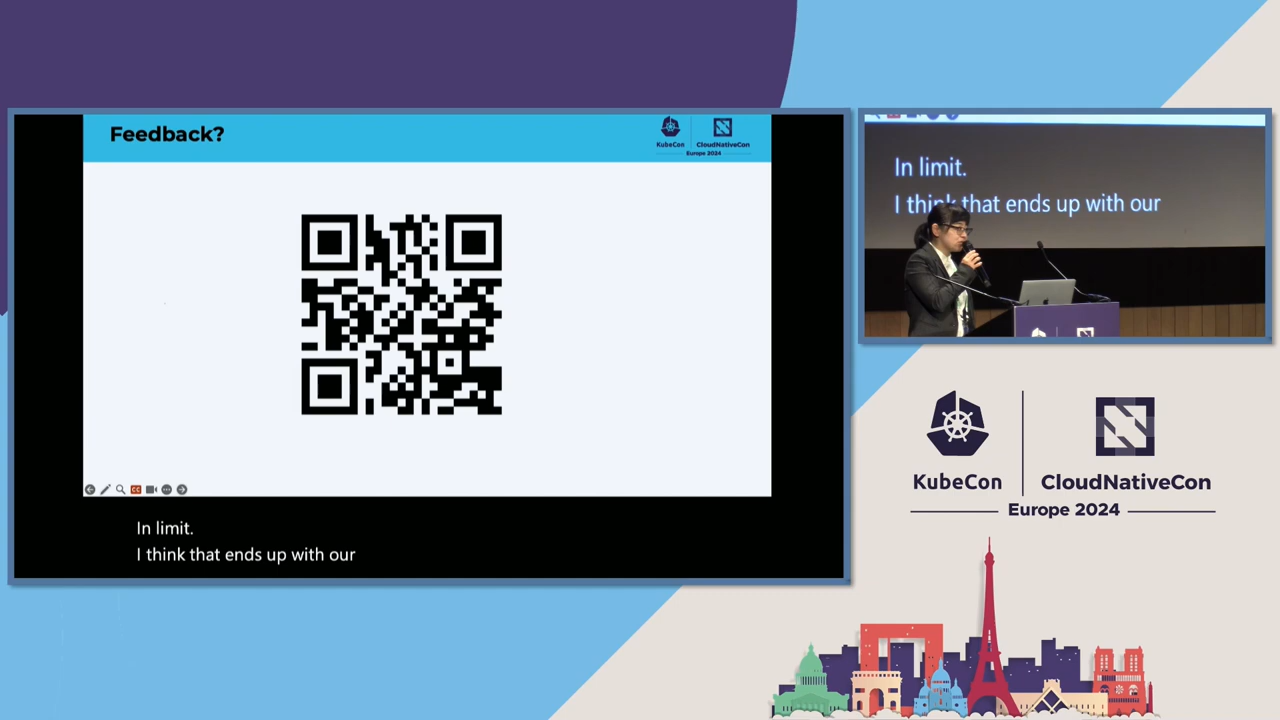 Feedback?
KubeCon
CloudNativeCon
Europe 2024
CC
In limit.
I think that ends up with our
In limit.
I think that ends up with our
KubeCon
CloudNativeCon
Europe 2024